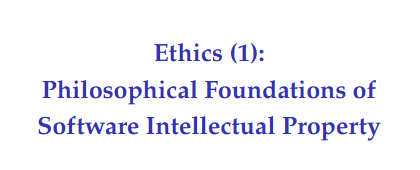 Ethics (1):
Philosophical Foundations of
Software Intellectual Property